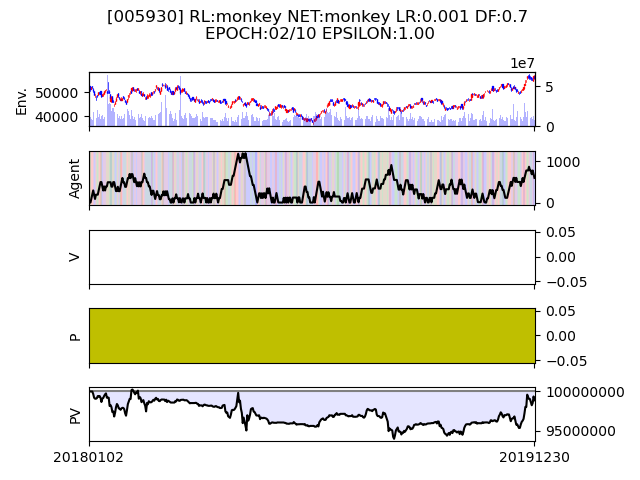 [005930] RL:monkey NET:monkey LR:0.001 DF:0.7
EPOCH:02/10 EPSILON:1.00
1e7
Env.
50000
40000
5
0
Agent
1000
0
V
0.05
0.00
−0.05
P
0.05
0.00
−0.05
PV
100000000
95000000
20180102
20191230